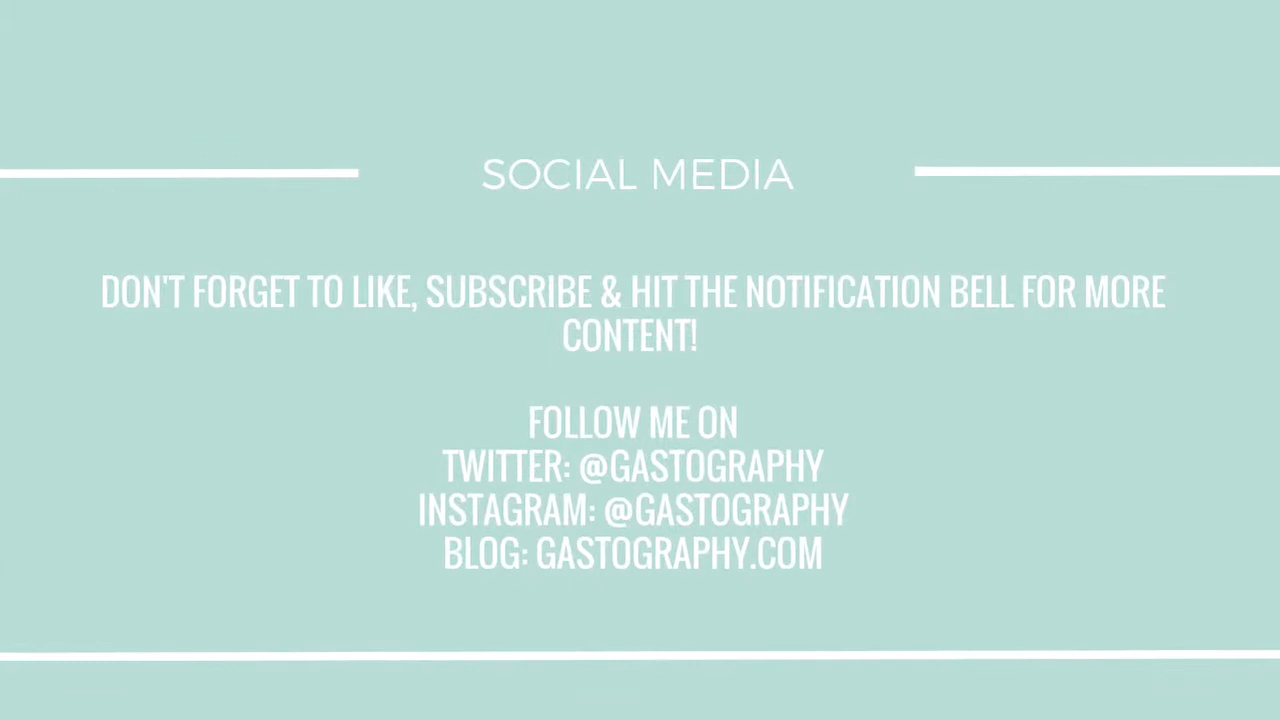 SOCIAL MEDIA
DON'T FORGET TO LIKE, SUBSCRIBE & HIT THE NOTIFICATION BELL FOR MORE
CONTENT!
FOLLOW ME ON
TWITTER: @GASTOGRAPHY
INSTAGRAM: @GASTOGRAPHY
BLOG: GASTOGRAPHY.COM